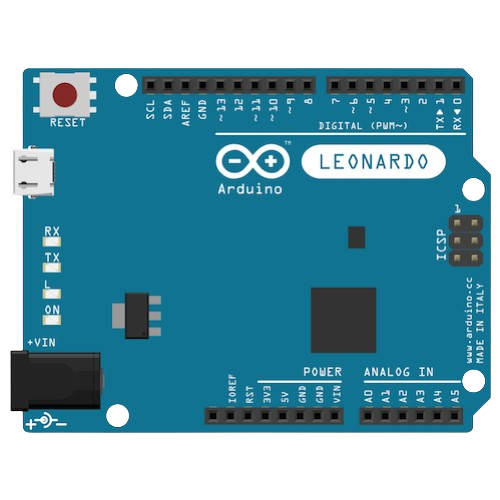 RESET
SCL
SDA
AREF
GND
~13
12
~11
~10
~9
8
7
~6
~5
4
~3
2
TX▶1
RX◀0
DIGITAL (PWM~)
™
LEONARDO
Arduino
1
ICSP
RX
TX
L
ON
www.arduino.cc
MADE IN ITALY
+VIN
POWER
ANALOG IN
IOREF
RST
3V3
5V
GND
GND
VIN
A0
A1
A2
A3
A4
A5